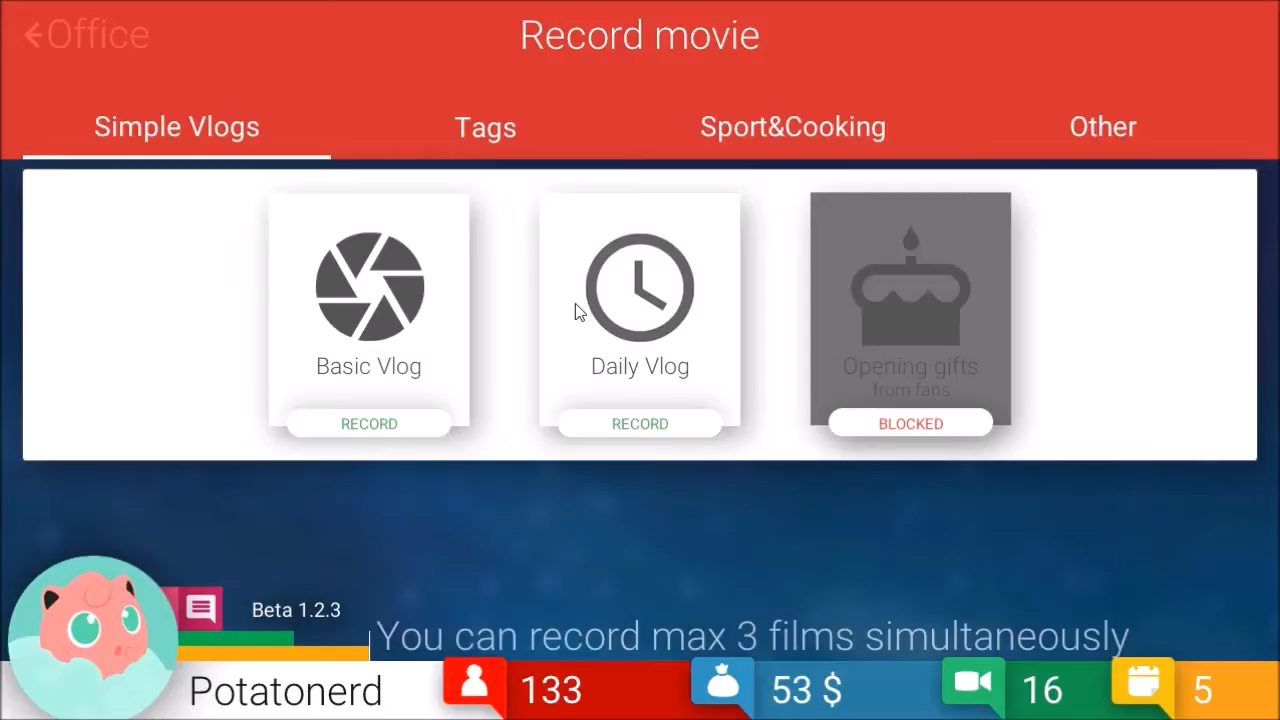 Office
Record movie
Simple Vlogs
Tags
Sport&Cooking
Other
Basic Vlog
RECORD
Daily Vlog
RECORD
Opening gifts
from fans
BLOCKED
Beta 1.2.3
You can record max 3 films simultaneously
Potatonerd
133
53 $
16
5